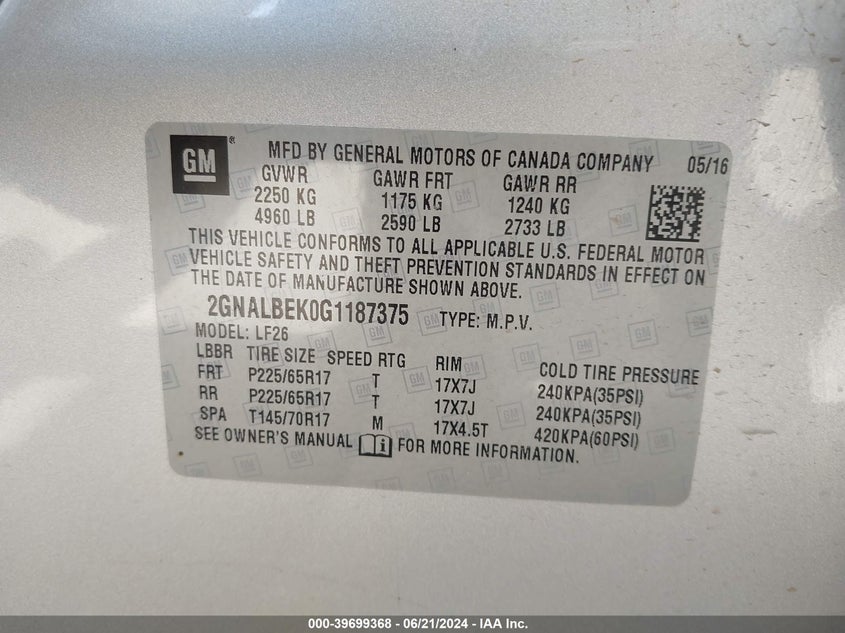 GM ® MFD BY GENERAL MOTORS OF CANADA COMPANY 05/16
GVWR GAWR FRT GAWR RR
2250 KG 1175 KG 1240 KG
4960 LB 2590 LB 2733 LB
THIS VEHICLE CONFORMS TO ALL APPLICABLE U.S. FEDERAL MOTOR
VEHICLE SAFETY AND THEFT PREVENTION STANDARDS IN EFFECT ON
THE DATE OF MANUFACTURE SHOWN ABOVE.
2GNALBEK0G1187375 TYPE: M.P.V.
MODEL: LF26
LBBR TIRE SIZE SPEED RTG RIM COLD TIRE PRESSURE
FRT P225/65R17 T 17X7J 240KPA(35PSI)
RR P225/65R17 T 17X7J 240KPA(35PSI)
SPA T145/70R17 M 17X4.5T 420KPA(60PSI)
SEE OWNER'S MANUAL i FOR MORE INFORMATION.
000-39699368 - 06/21/2024 - IAA Inc.